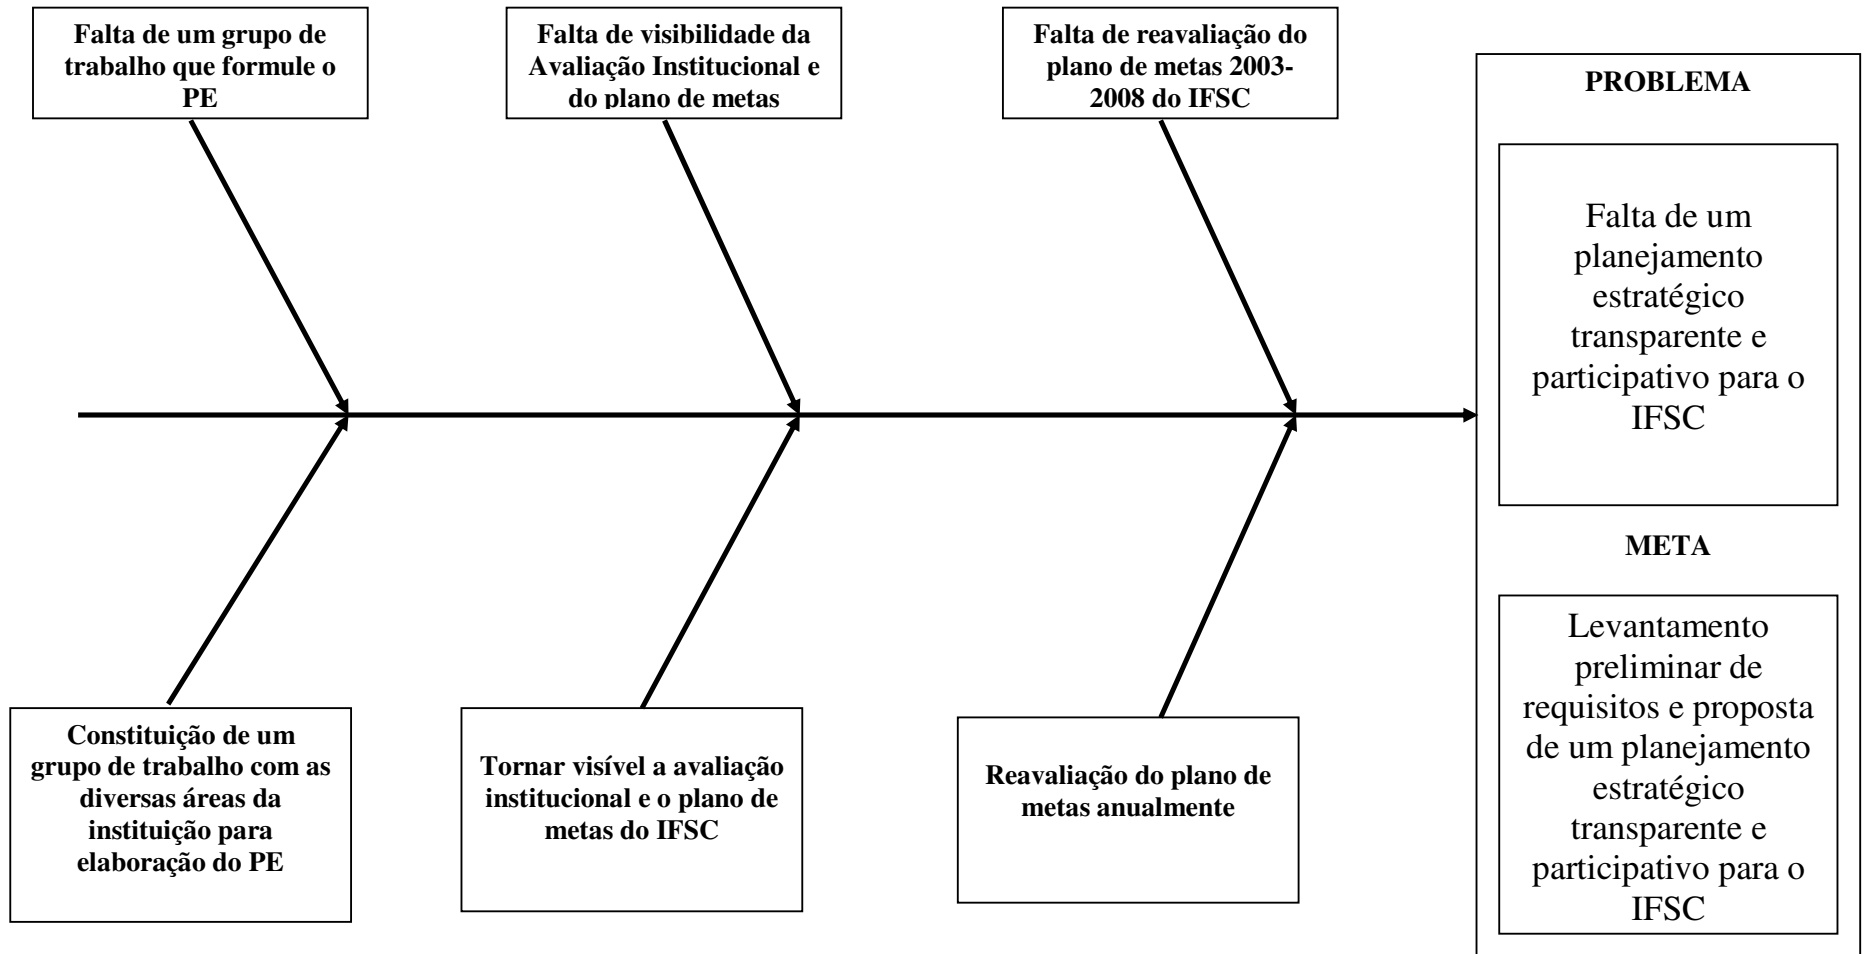 Falta de um grupo de
trabalho que formule o
PE
Falta de visibilidade da
Avaliação Institucional e
do plano de metas
Falta de reavaliação do
plano de metas 2003-
2008 do IFSC
PROBLEMA
Falta de um
planejamento
estratégico
transparente e
participativo para o
IFSC
META
Levantamento
preliminar de
requisitos e proposta
de um planejamento
estratégico
transparente e
participativo para o
IFSC
Constituição de um
grupo de trabalho com as
diversas áreas da
instituição para
elaboração do PE
Tornar visível a avaliação
institucional e o plano de
metas do IFSC
Reavaliação do plano de
metas anualmente